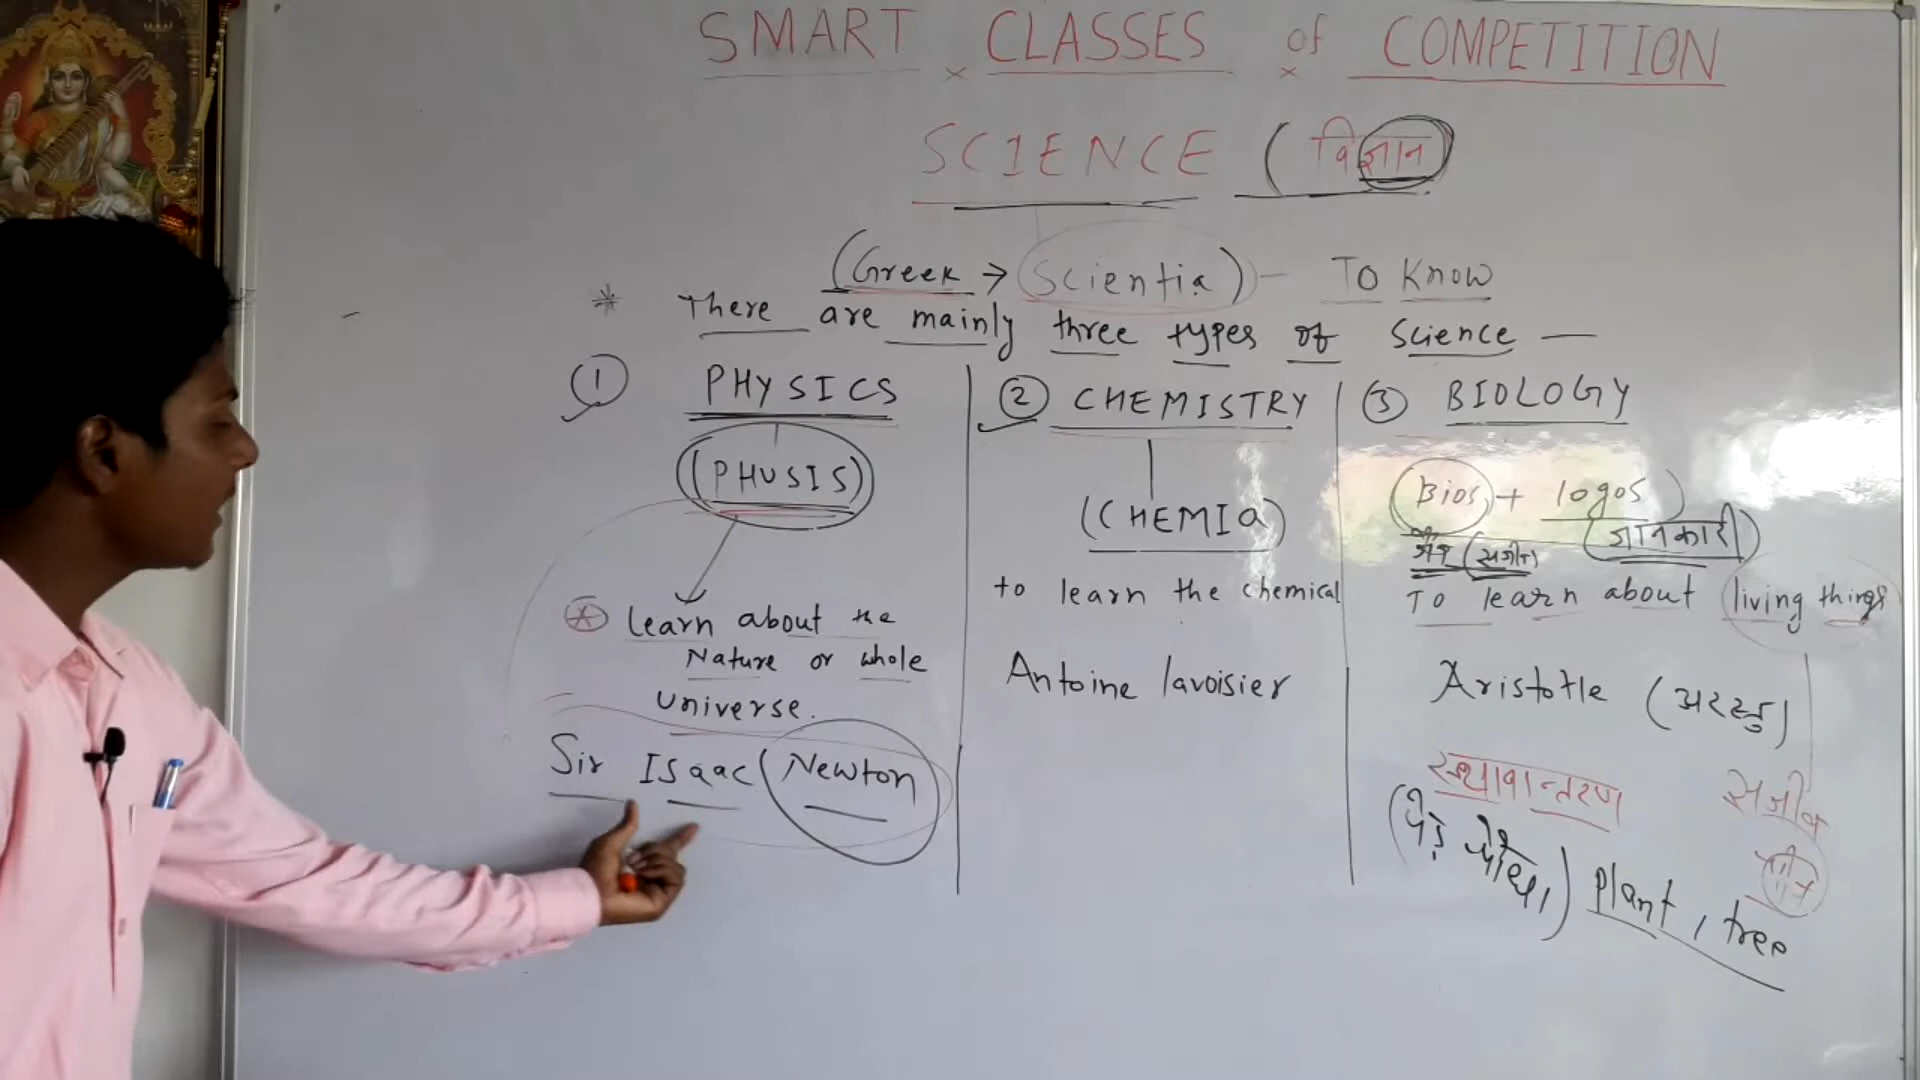 SMART CLASSES of COMPETITION
SCIENCE (विज्ञान)
(Greek → Scientia) - To Know
* There are mainly three types of Science —
① PHYSICS
(PHUSIS)
Learn about the
Nature or whole
Universe.
Sir Isaac (Newton
② CHEMISTRY
(CHEMIA)
to learn the chemical
Antoine lavoisier
③ BIOLOGY
(Bios + logos)
(सजीव) (जानकारी)
To learn about living things
Aristotle (अरस्तु)
स्थावान्तरण सजीव
(पेड़ पौधा) plant, tree